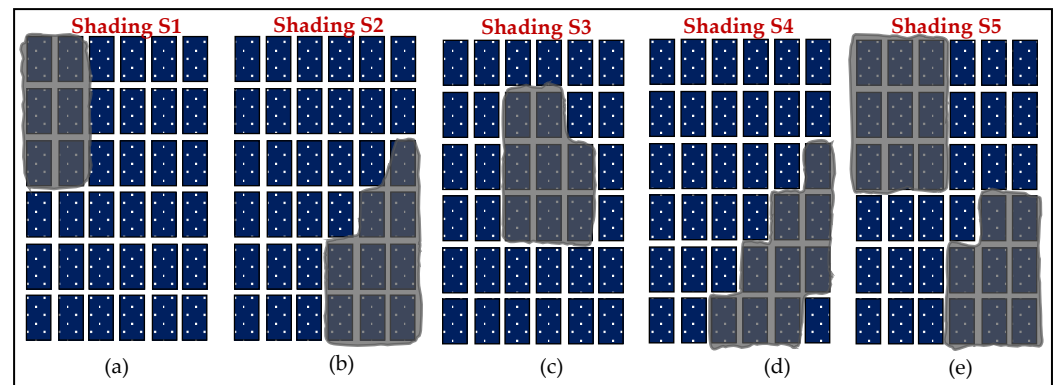 Shading S1
Shading S2
Shading S3
Shading S4
Shading S5
(a)
(b)
(c)
(d)
(e)